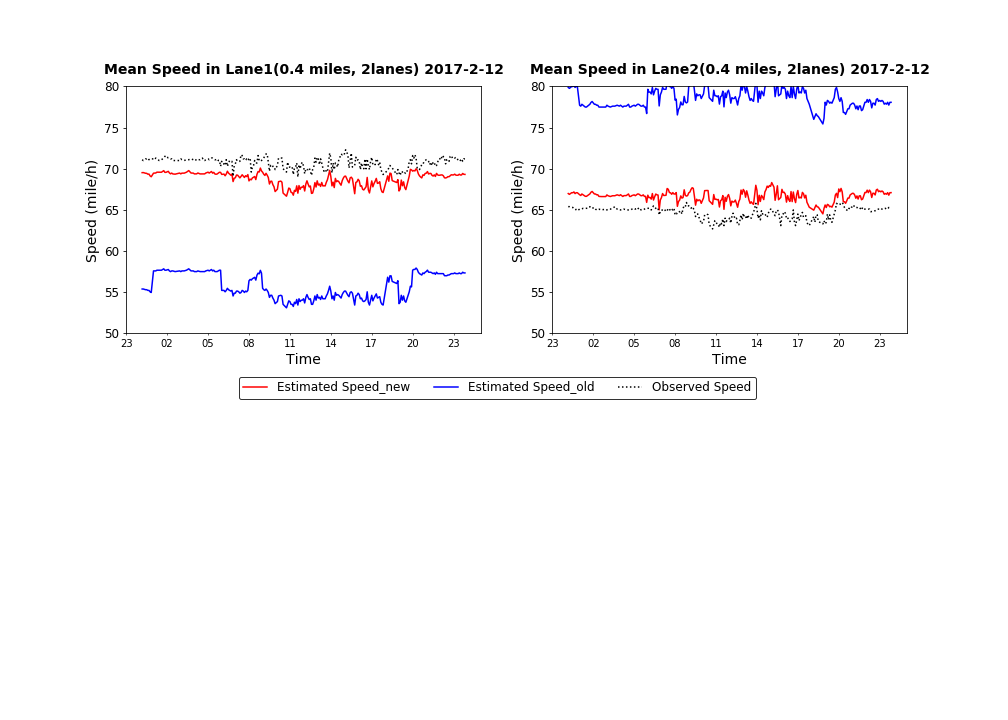 Mean Speed in Lane1(0.4 miles, 2lanes) 2017-2-12
80
75
70
65
60
55
50
Speed (mile/h)
23 02 05 08 11 14 17 20 23
Time
Mean Speed in Lane2(0.4 miles, 2lanes) 2017-2-12
80
75
70
65
60
55
50
Speed (mile/h)
23 02 05 08 11 14 17 20 23
Time
Estimated Speed_new Estimated Speed_old Observed Speed